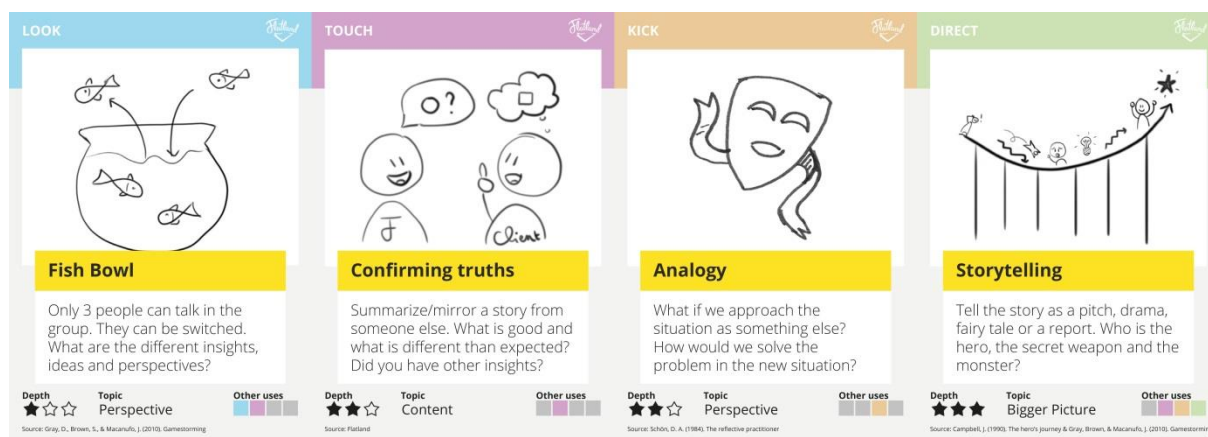 LOOK
Flatland
Fish Bowl
Only 3 people can talk in the
group. They can be switched.
What are the different insights,
ideas and perspectives?
Depth
Topic
Perspective
Other uses
Source: Gray, D., Brown, S., & Macanufo, J. (2010). Gamestorming
TOUCH
Flatland
?
F
Client
Confirming truths
Summarize/mirror a story from
someone else. What is good and
what is different than expected?
Did you have other insights?
Depth
Topic
Content
Other uses
Source: Flatland
KICK
Flatland
Analogy
What if we approach the
situation as something else?
How would we solve the
problem in the new situation?
Depth
Topic
Perspective
Other uses
Source: Schön, D. A. (1984). The reflective practitioner
DIRECT
Flatland
Storytelling
Tell the story as a pitch, drama,
fairy tale or a report. Who is the
hero, the secret weapon and the
monster?
Depth
Topic
Bigger Picture
Other uses
Source: Campbell, J. (1990). The hero's journey & Gray, Brown, & Macanufo, J. (2010). Gamestormin